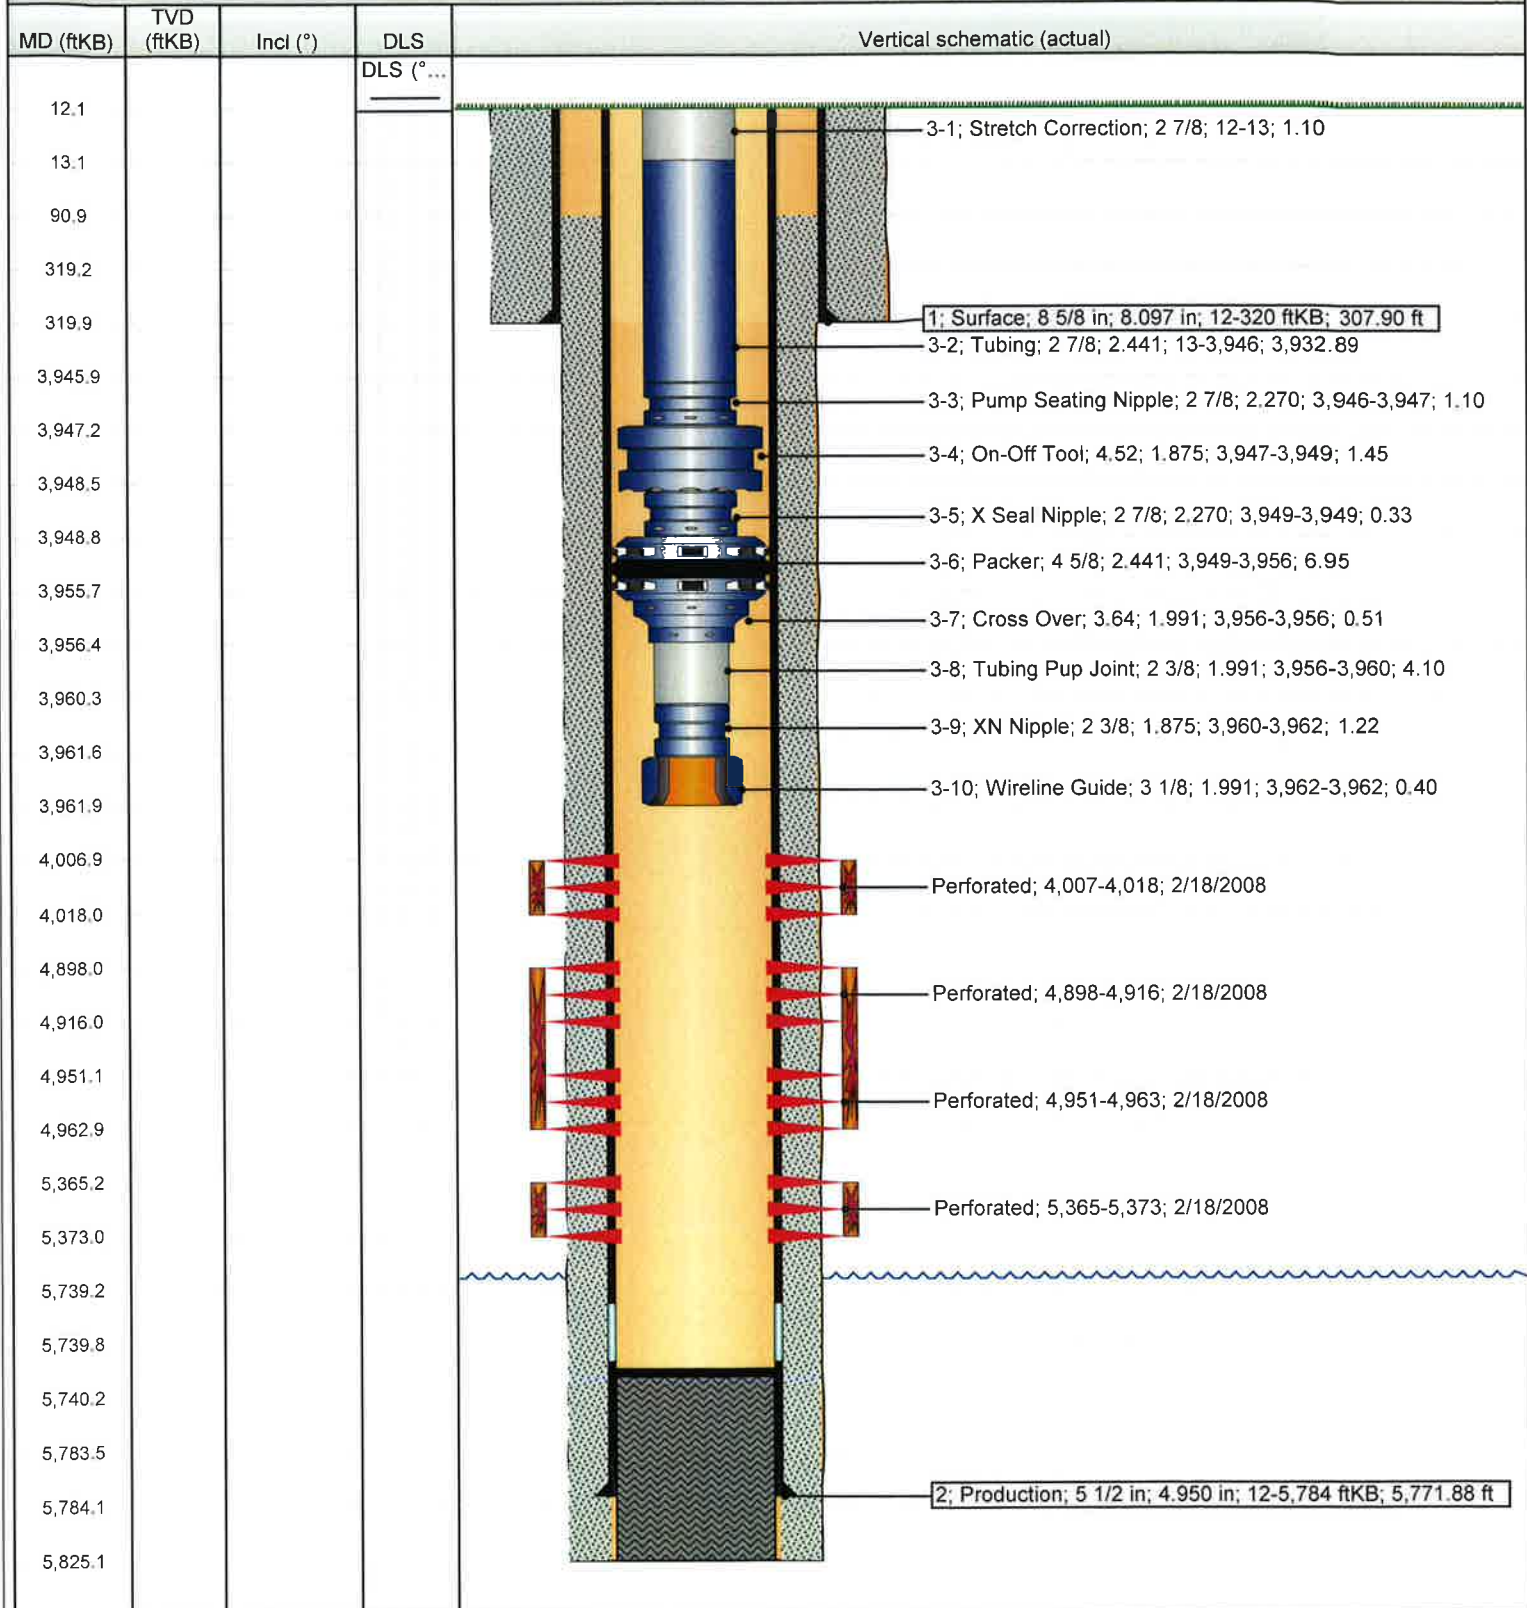 MD (ftKB)
TVD
(ftKB)
Incl (°)
DLS
Vertical schematic (actual)
DLS (°...
12.1
3-1; Stretch Correction; 2 7/8; 12-13; 1.10
13.1
90.9
319.2
319.9
1; Surface; 8 5/8 in; 8.097 in; 12-320 ftKB; 307.90 ft
3-2; Tubing; 2 7/8; 2.441; 13-3,946; 3,932.89
3,945.9
3-3; Pump Seating Nipple; 2 7/8; 2.270; 3,946-3,947; 1.10
3,947.2
3-4; On-Off Tool; 4.52; 1.875; 3,947-3,949; 1.45
3,948.5
3-5; X Seal Nipple; 2 7/8; 2.270; 3,949-3,949; 0.33
3,948.8
3-6; Packer; 4 5/8; 2.441; 3,949-3,956; 6.95
3,955.7
3-7; Cross Over; 3.64; 1.991; 3,956-3,956; 0.51
3,956.4
3-8; Tubing Pup Joint; 2 3/8; 1.991; 3,956-3,960; 4.10
3,960.3
3-9; XN Nipple; 2 3/8; 1.875; 3,960-3,962; 1.22
3,961.6
3-10; Wireline Guide; 3 1/8; 1.991; 3,962-3,962; 0.40
3,961.9
4,006.9
Perforated; 4,007-4,018; 2/18/2008
4,018.0
4,898.0
Perforated; 4,898-4,916; 2/18/2008
4,916.0
4,951.1
Perforated; 4,951-4,963; 2/18/2008
4,962.9
5,365.2
Perforated; 5,365-5,373; 2/18/2008
5,373.0
5,739.2
5,739.8
5,740.2
5,783.5
2; Production; 5 1/2 in; 4.950 in; 12-5,784 ftKB; 5,771.88 ft
5,784.1
5,825.1